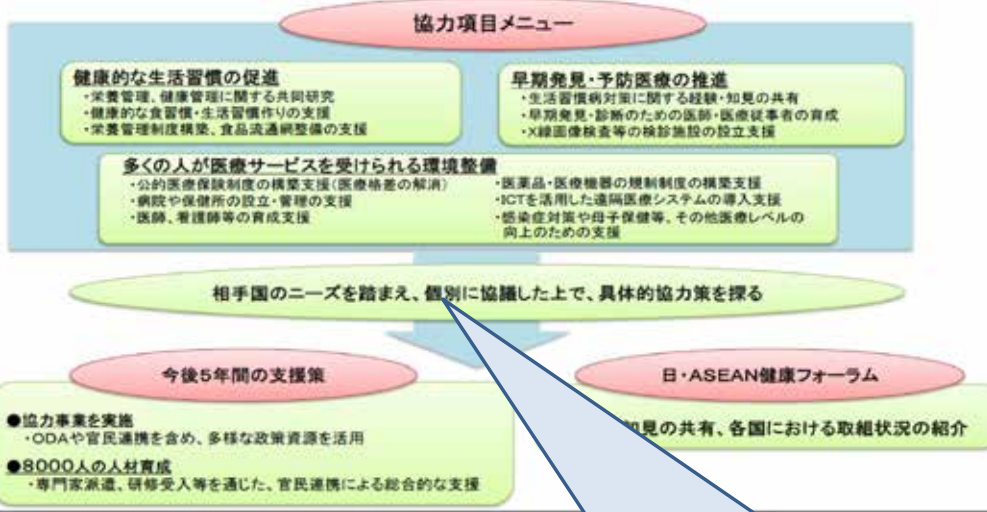 協力項目メニュー
健康的な生活習慣の促進
・栄養管理、健康管理に関する共同研究
・健康的な食習慣・生活習慣作りの支援
・栄養管理制度構築、食品流通網整備の支援
早期発見・予防医療の推進
・生活習慣病対策に関する経験・知見の共有
・早期発見・診断のための医師・医療従事者の育成
・X線画像検査等の検診施設の設立支援
多くの人が医療サービスを受けられる環境整備
・公的医療保険制度の構築支援(医療格差の解消)
・病院や保健所の設立・管理の支援
・医師、看護師等の育成支援
・医薬品・医療機器の規制制度の構築支援
・ICTを活用した遠隔医療システムの導入支援
・感染症対策や母子保健等、その他医療レベルの
向上のための支援
相手国のニーズを踏まえ、個別に協議した上で、具体的協力策を探る
今後5年間の支援策
●協力事業を実施
・ODAや官民連携を含め、多様な政策資源を活用
●8000人の人材育成
・専門家派遣、研修受入等を通じた、官民連携による総合的な支援
日・ASEAN健康フォーラム
知見の共有、各国における取組状況の紹介